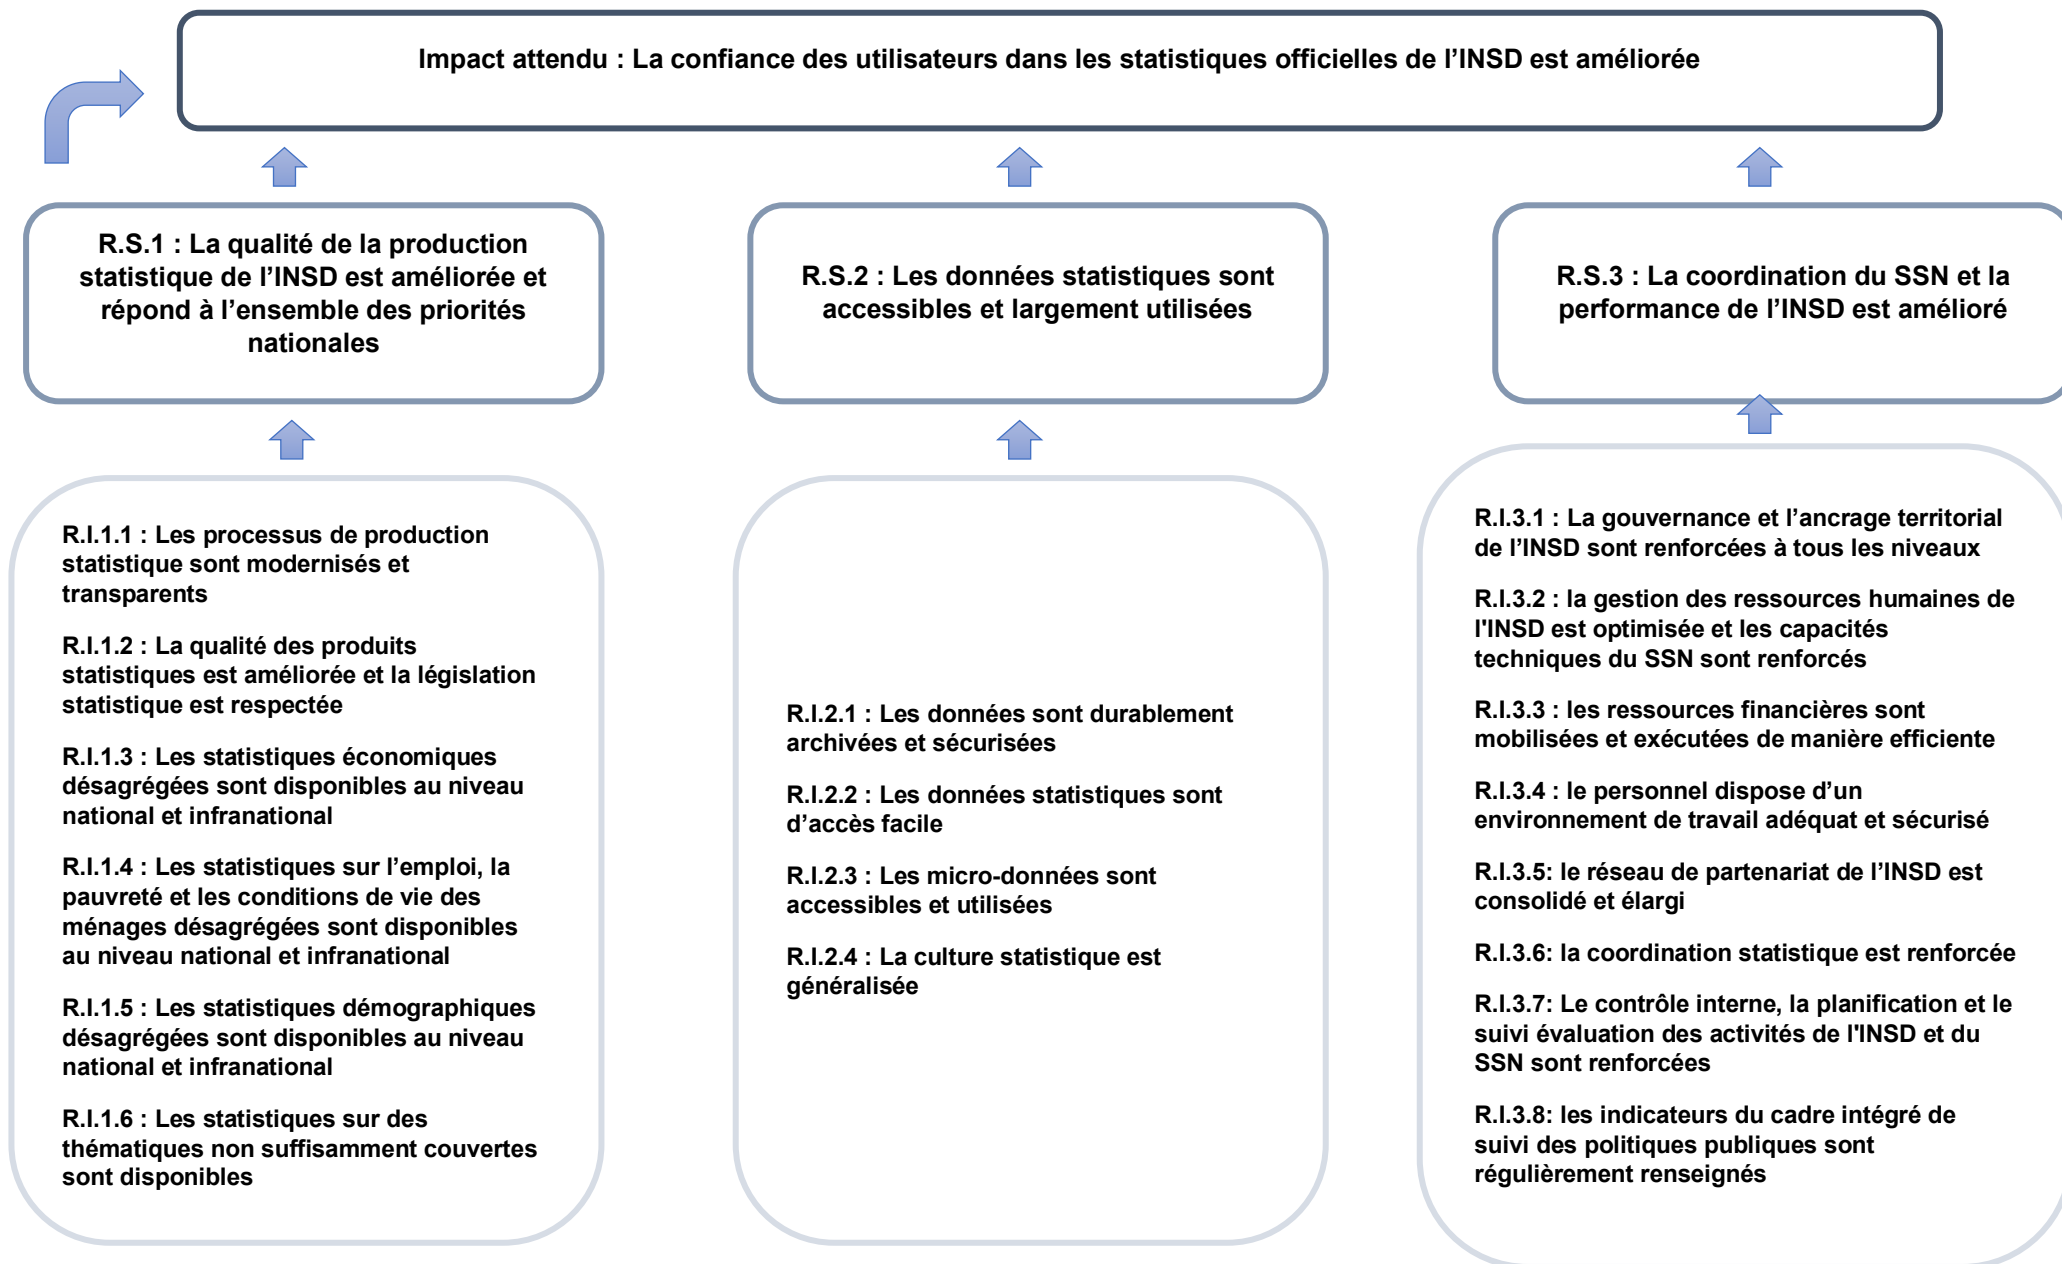 Impact attendu : La confiance des utilisateurs dans les statistiques officielles de l’INSD est améliorée
R.S.1 : La qualité de la production
statistique de l’INSD est améliorée et
répond à l’ensemble des priorités
nationales
R.S.2 : Les données statistiques sont
accessibles et largement utilisées
R.S.3 : La coordination du SSN et la
performance de l’INSD est amélioré
R.I.1.1 : Les processus de production
statistique sont modernisés et
transparents
R.I.1.2 : La qualité des produits
statistiques est améliorée et la législation
statistique est respectée
R.I.1.3 : Les statistiques économiques
désagrégées sont disponibles au niveau
national et infranational
R.I.1.4 : Les statistiques sur l’emploi, la
pauvreté et les conditions de vie des
ménages désagrégées sont disponibles
au niveau national et infranational
R.I.1.5 : Les statistiques démographiques
désagrégées sont disponibles au niveau
national et infranational
R.I.1.6 : Les statistiques sur des
thématiques non suffisamment couvertes
sont disponibles
R.I.2.1 : Les données sont durablement
archivées et sécurisées
R.I.2.2 : Les données statistiques sont
d’accès facile
R.I.2.3 : Les micro-données sont
accessibles et utilisées
R.I.2.4 : La culture statistique est
généralisée
R.I.3.1 : La gouvernance et l’ancrage territorial
de l’INSD sont renforcées à tous les niveaux
R.I.3.2 : la gestion des ressources humaines de
l'INSD est optimisée et les capacités
techniques du SSN sont renforcés
R.I.3.3 : les ressources financières sont
mobilisées et exécutées de manière efficiente
R.I.3.4 : le personnel dispose d’un
environnement de travail adéquat et sécurisé
R.I.3.5: le réseau de partenariat de l’INSD est
consolidé et élargi
R.I.3.6: la coordination statistique est renforcée
R.I.3.7: Le contrôle interne, la planification et le
suivi évaluation des activités de l'INSD et du
SSN sont renforcées
R.I.3.8: les indicateurs du cadre intégré de
suivi des politiques publiques sont
régulièrement renseignés